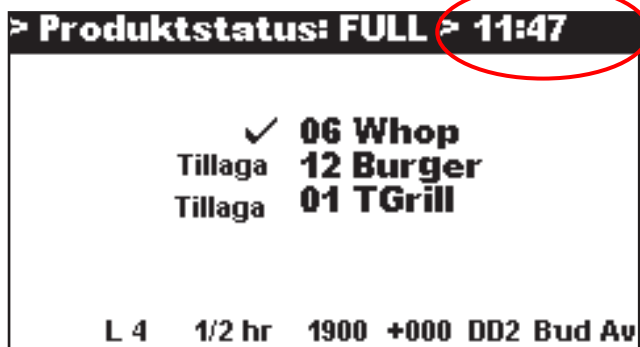 > Produktstatus: FULL > 11:47
✓ 06 Whop
Tillaga 12 Burger
Tillaga 01 TGrill
L 4 1/2 hr 1900 +000 DD2 Bud Av